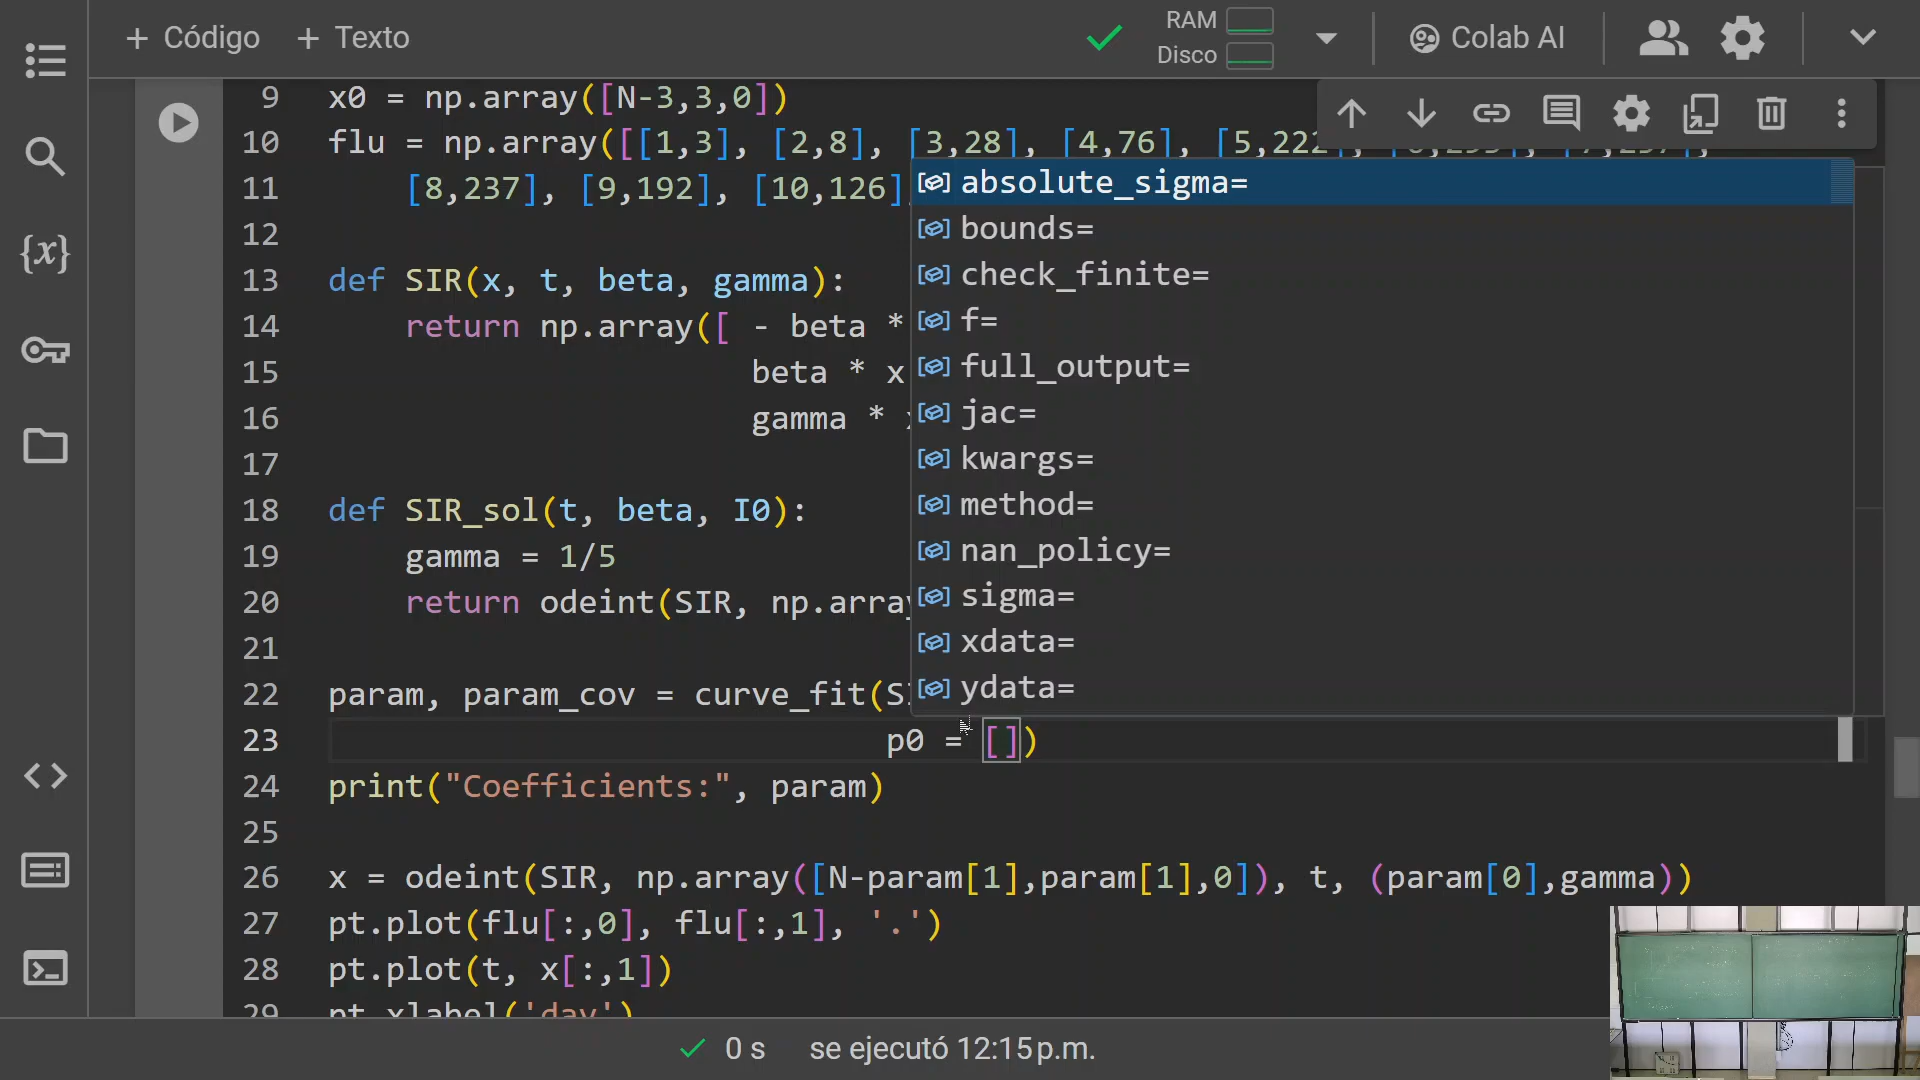 + Código + Texto
RAM
Disco
Colab AI
9 x0 = np.array([N-3,3,0])
10 flu = np.array([[1,3], [2,8], [3,28], [4,76], [5,222
11 [8,237], [9,192], [10,126]
12
13 def SIR(x, t, beta, gamma):
14 return np.array([ - beta *
15 beta * x
16 gamma *
17
18 def SIR_sol(t, beta, I0):
19 gamma = 1/5
20 return odeint(SIR, np.array
21
22 param, param_cov = curve_fit(S
23 p0 = [])
24 print("Coefficients:", param)
25
26 x = odeint(SIR, np.array([N-param[1],param[1],0]), t, (param[0],gamma))
27 pt.plot(flu[:,0], flu[:,1], '.')
28 pt.plot(t, x[:,1])
29 pt.xlabel('day')
absolute_sigma=
bounds=
check_finite=
f=
full_output=
jac=
kwargs=
method=
nan_policy=
sigma=
xdata=
ydata=
0 s se ejecutó 12:15 p.m.